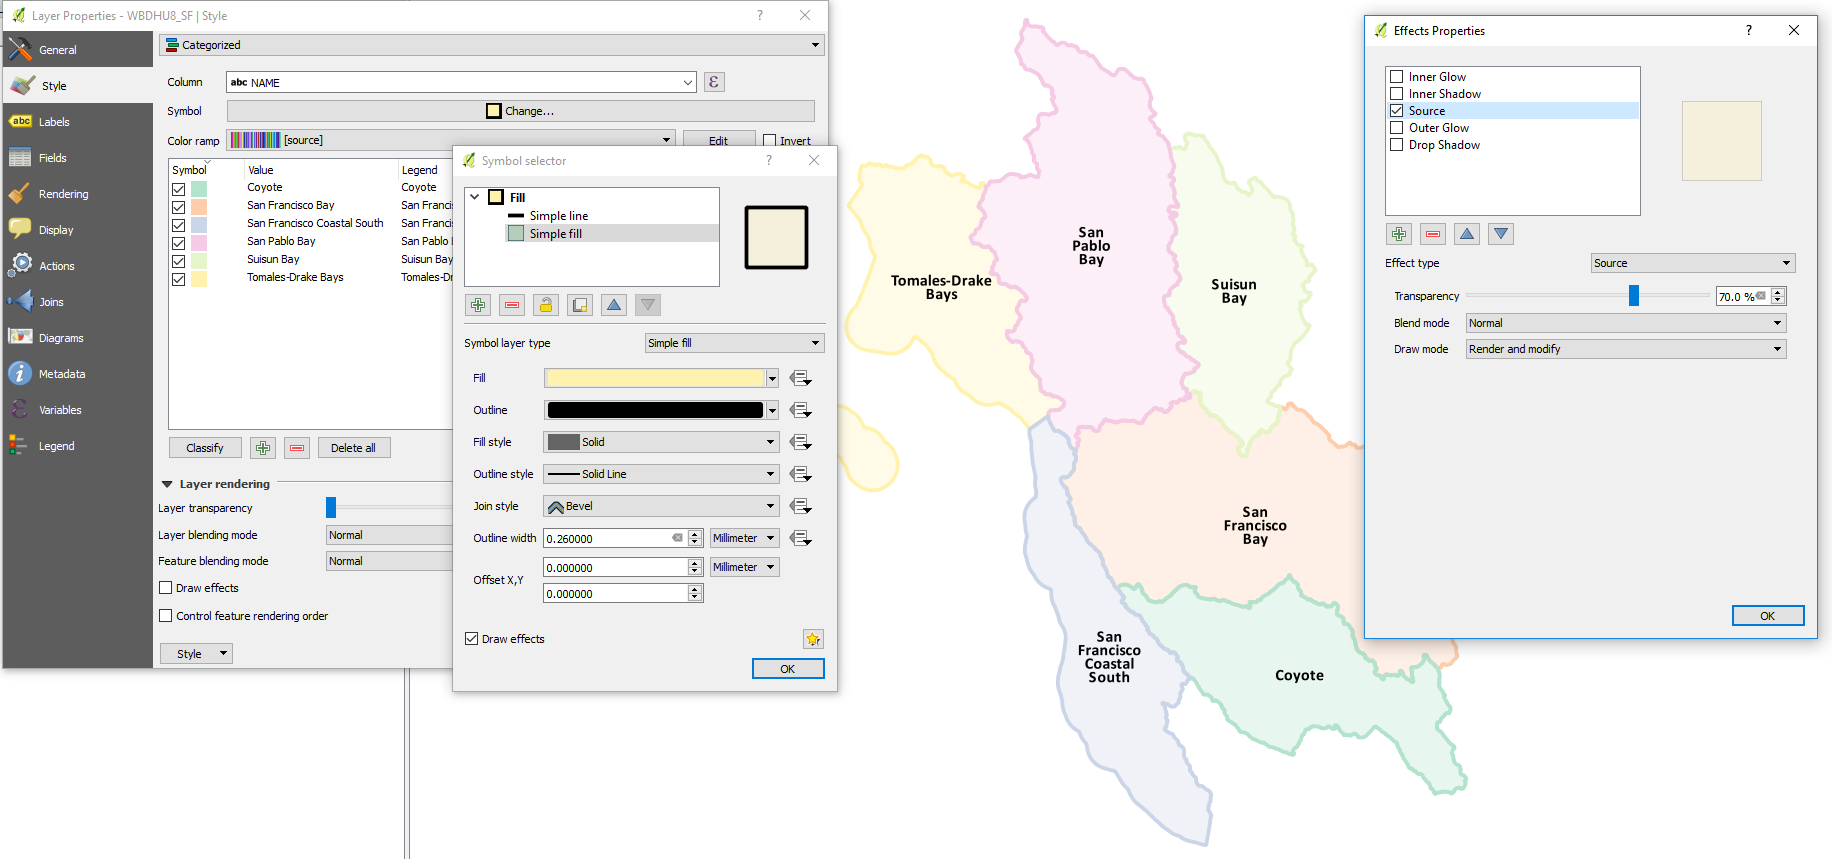 Layer Properties - WBDHU8_SF | Style
?
General
Style
Labels
Fields
Rendering
Display
Actions
Joins
Diagrams
Metadata
Variables
Legend
Categorized
Column
abc NAME
ε
Symbol
Change...
Color ramp
[source]
Edit
Invert
Symbol Value Legend
Coyote Coyote
San Francisco Bay San Francis
San Francisco Coastal South San Francis
San Pablo Bay San Pablo
Suisun Bay Suisun Bay
Tomales-Drake Bays Tomales-Dr
Classify
Delete all
Layer rendering
Layer transparency
Layer blending mode
Normal
Feature blending mode
Normal
Draw effects
Control feature rendering order
Style
Symbol selector
?
Fill
Simple line
Simple fill
Symbol layer type
Simple fill
Fill
Outline
Fill style
Solid
Outline style
Solid Line
Join style
Bevel
Outline width
0.260000
Millimeter
Offset X,Y
0.000000
Millimeter
0.000000
Draw effects
OK
Tomales-Drake
Bays
San
Pablo
Bay
Suisun
Bay
San
Francisco
Bay
San
Francisco
Coastal
South
Coyote
Effects Properties
?
Inner Glow
Inner Shadow
Source
Outer Glow
Drop Shadow
Effect type
Source
Transparency
70.0 %
Blend mode
Normal
Draw mode
Render and modify
OK